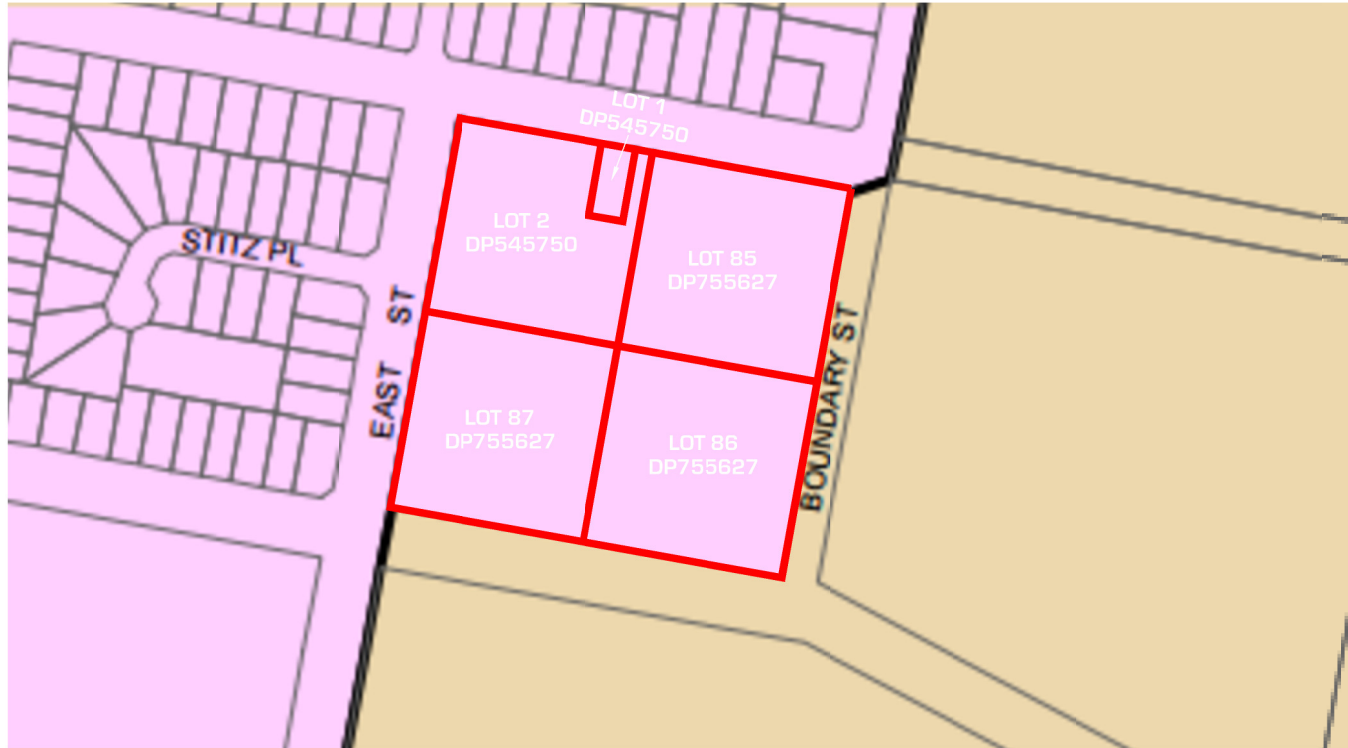 LOT 1
DP545750
LOT 2
DP545750
STITZ PL
LOT 85
DP755627
EAST ST
BOUNDARY ST
LOT 87
DP755627
LOT 86
DP755627